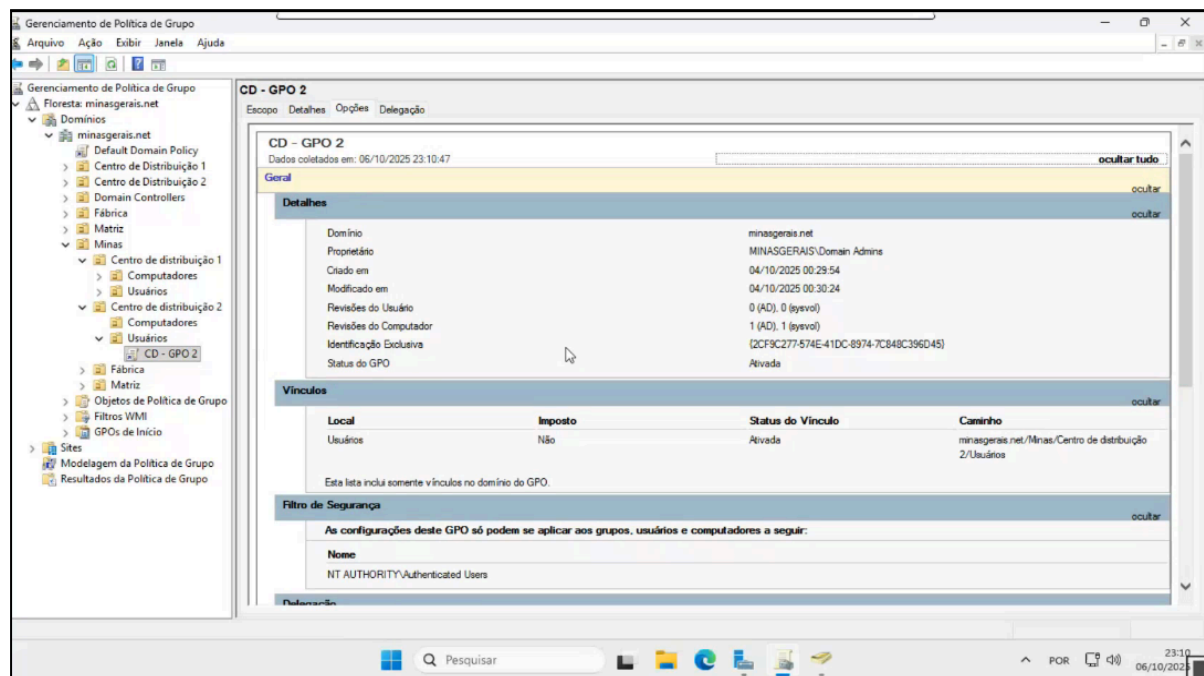 Gerenciamento de Política de Grupo
Arquivo Ação Exibir Janela Ajuda
Gerenciamento de Política de Grupo
Floresta: minasgerais.net
Domínios
minasgerais.net
Default Domain Policy
Centro de Distribuição 1
Centro de Distribuição 2
Domain Controllers
Fábrica
Matriz
Minas
Centro de distribuição 1
Computadores
Usuários
Centro de distribuição 2
Computadores
Usuários
CD - GPO 2
Fábrica
Matriz
Objetos de Política de Grupo
Filtros WMI
GPOs de Início
Sites
Modelagem da Política de Grupo
Resultados da Política de Grupo
CD - GPO 2
Escopo Detalhes Opções Delegação
CD - GPO 2
Dados coletados em: 06/10/2025 23:10:47
ocultar tudo
Geral
ocultar
Detalhes
ocultar
Domínio minasgerais.net
Proprietário MINASGERAIS\Domain Admins
Criado em 04/10/2025 00:29:54
Modificado em 04/10/2025 00:30:24
Revisões do Usuário 0 (AD), 0 (sysvol)
Revisões do Computador 1 (AD), 1 (sysvol)
Identificação Exclusiva {2CF9C277-574E-41DC-8974-7C848C396D45}
Status do GPO Ativada
Vínculos
ocultar
Local Imposto Status do Vínculo Caminho
Usuários Não Ativada minasgerais.net/Minas/Centro de distribuição
2/Usuários
Esta lista inclui somente vínculos no domínio do GPO.
Filtro de Segurança
ocultar
As configurações deste GPO só podem se aplicar aos grupos, usuários e computadores a seguir:
Nome
NT AUTHORITY\Authenticated Users
Delegação
Pesquisar
POR
23:10
06/10/2025